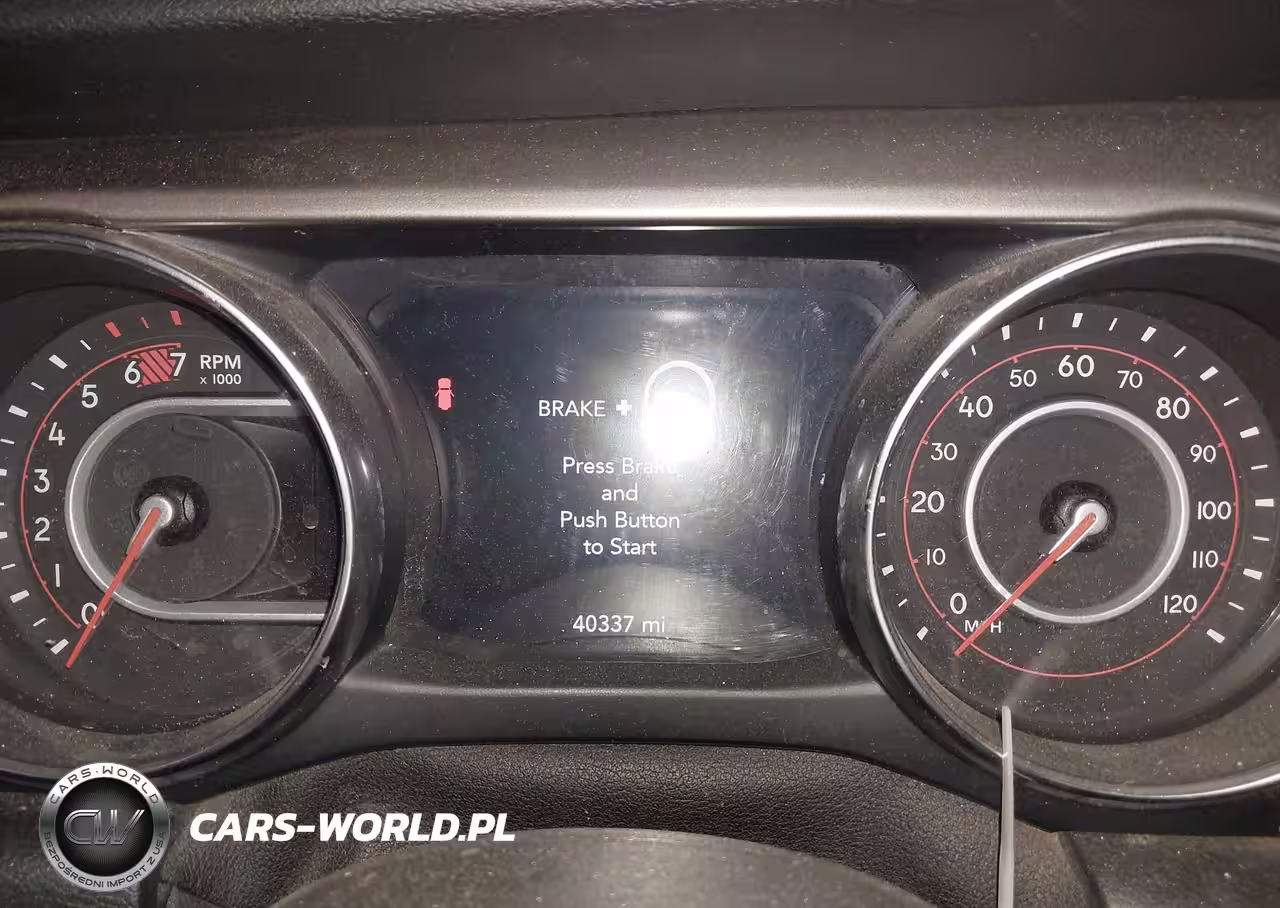 RPM
x 1000
0
1
2
3
4
5
6
7
BRAKE +
Press Brake
and
Push Button
to Start
40337 mi
0
10
20
30
40
50
60
70
80
90
100
110
120
MPH
CARS-WORLD
CW
BEZPOŚREDNI IMPORT Z USA
CARS-WORLD.PL